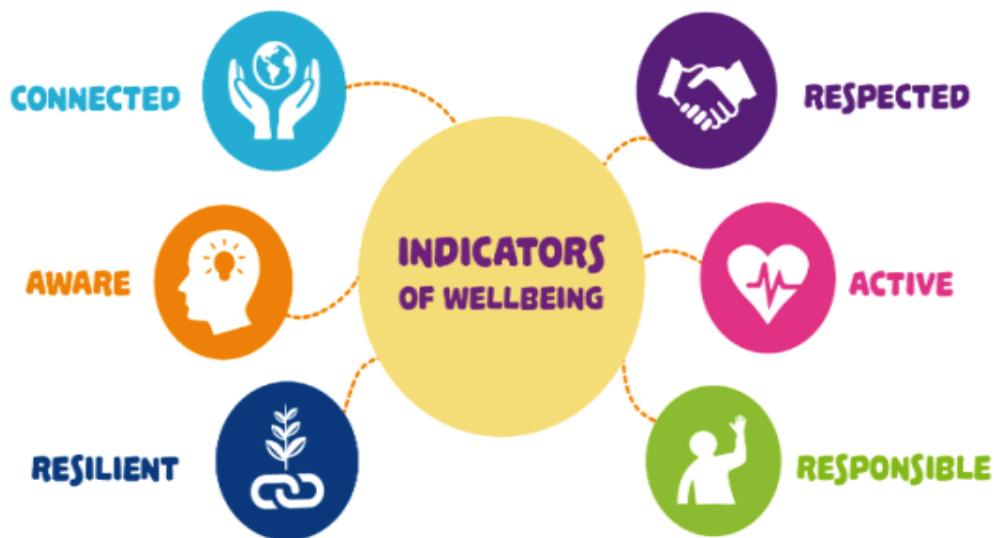 CONNECTED
RESPECTED
INDICATORS
OF WELLBEING
AWARE
ACTIVE
RESILIENT
RESPONSIBLE